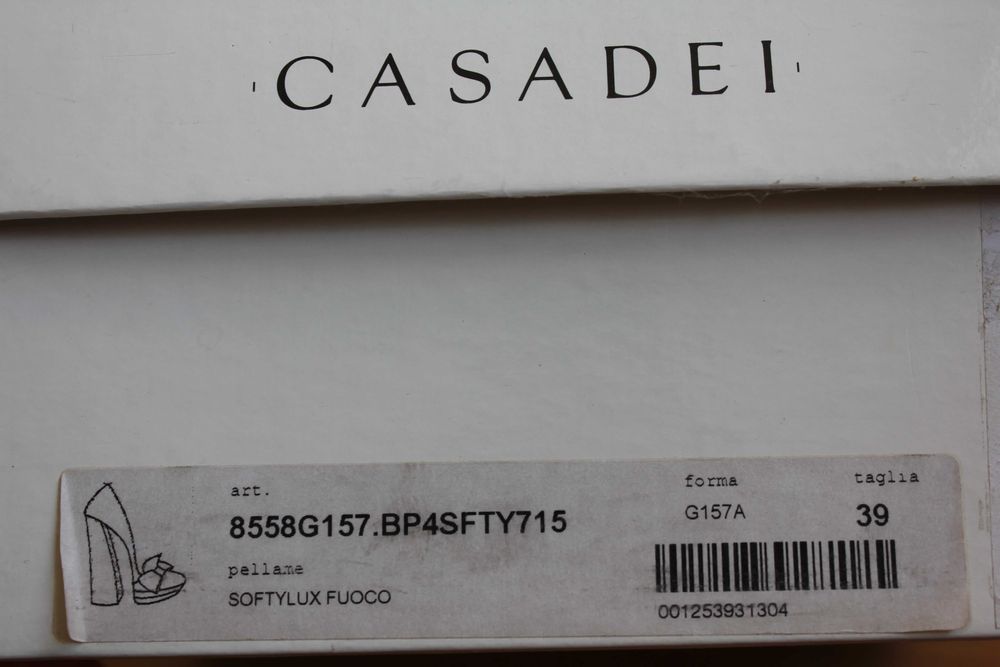 CASADEI
art.
8558G157.BP4SFTY715
pellame
SOFTYLUX FUOCO
forma
G157A
taglia
39
001253931304